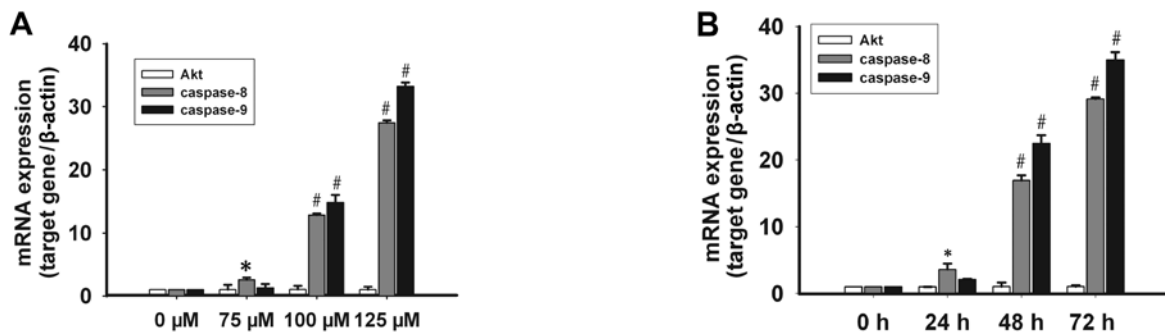 A
mRNA expression
(target gene/β-actin)
40
30
20
10
0
Akt
caspase-8
caspase-9
*
#
#
#
#
0 µM
75 µM
100 µM
125 µM
B
mRNA expression
(target gene/β-actin)
40
30
20
10
0
Akt
caspase-8
caspase-9
*
#
#
#
#
0 h
24 h
48 h
72 h